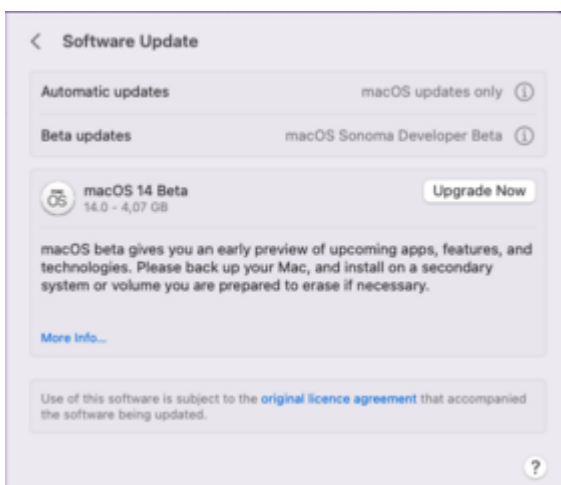 Software Update
Automatic updates macOS updates only
Beta updates macOS Sonoma Developer Beta
macOS 14 Beta Upgrade Now
14.0 - 4,07 GB
macOS beta gives you an early preview of upcoming apps, features, and
technologies. Please back up your Mac, and install on a secondary
system or volume you are prepared to erase if necessary.
More Info...
Use of this software is subject to the original licence agreement that accompanied
the software being updated.
?